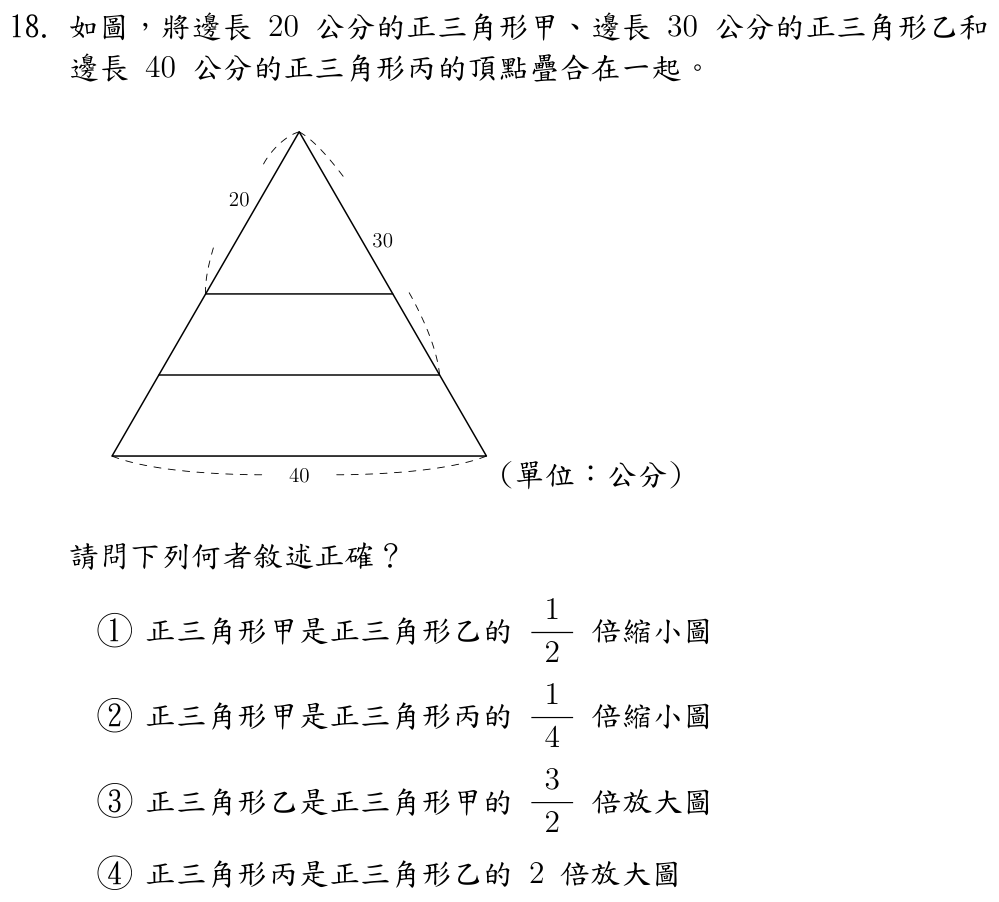 18. 如圖，將邊長 20 公分的正三角形甲、邊長 30 公分的正三角形乙和
邊長 40 公分的正三角形丙的頂點疊合在一起。
20
30
40
（單位：公分）
請問下列何者敘述正確？
① 正三角形甲是正三角形乙的 1/2 倍縮小圖
② 正三角形甲是正三角形丙的 1/4 倍縮小圖
③ 正三角形乙是正三角形甲的 3/2 倍放大圖
④ 正三角形丙是正三角形乙的 2 倍放大圖